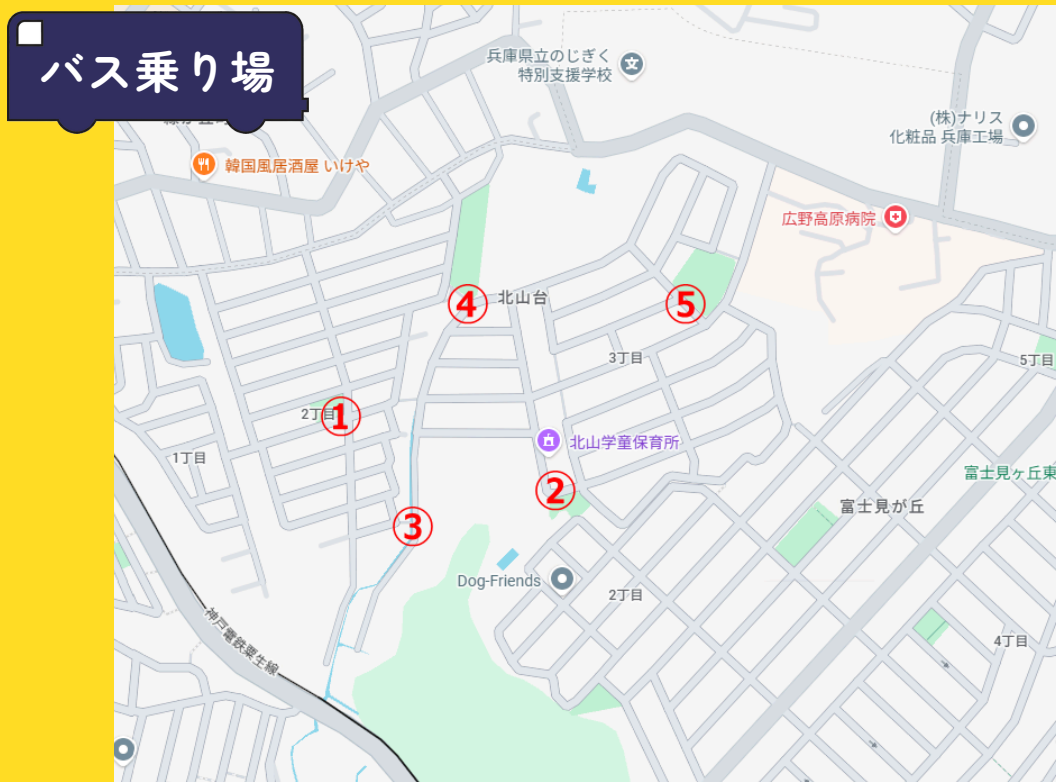 バス乗り場
兵庫県立のじぎく
特別支援学校
(株)ナリス
化粧品 兵庫工場
韓国風居酒屋 いけや
広野高原病院
④
北山台
⑤
3丁目
5丁目
2丁目
①
北山学童保育所
1丁目
富士見ヶ丘東
②
富士見が丘
③
Dog-Friends
2丁目
神戸電鉄粟生線
4丁目